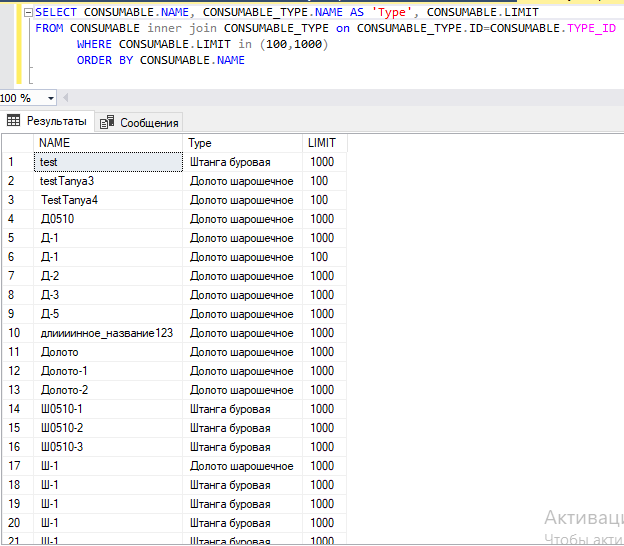 SELECT CONSUMABLE.NAME, CONSUMABLE_TYPE.NAME AS 'Type', CONSUMABLE.LIMIT
FROM CONSUMABLE inner join CONSUMABLE_TYPE on CONSUMABLE_TYPE.ID=CONSUMABLE.TYPE_ID
WHERE CONSUMABLE.LIMIT in (100,1000)
ORDER BY CONSUMABLE.NAME
100 %
Результаты Сообщения
NAME Type LIMIT
1 test Штанга буровая 1000
2 testTanya3 Долото шарошечное 100
3 TestTanya4 Долото шарошечное 100
4 Д0510 Долото шарошечное 1000
5 Д-1 Долото шарошечное 1000
6 Д-1 Долото шарошечное 100
7 Д-2 Долото шарошечное 1000
8 Д-3 Долото шарошечное 1000
9 Д-5 Долото шарошечное 1000
10 длиииинное_название123 Долото шарошечное 1000
11 Долото Долото шарошечное 1000
12 Долото-1 Долото шарошечное 1000
13 Долото-2 Долото шарошечное 1000
14 Ш0510-1 Штанга буровая 1000
15 Ш0510-2 Штанга буровая 1000
16 Ш0510-3 Штанга буровая 1000
17 Ш-1 Долото шарошечное 1000
18 Ш-1 Штанга буровая 1000
19 Ш-1 Штанга буровая 1000
20 Ш-1 Штанга буровая 1000
21 Ш-1 Штанга буровая 1000
Активаци
Чтобы акти